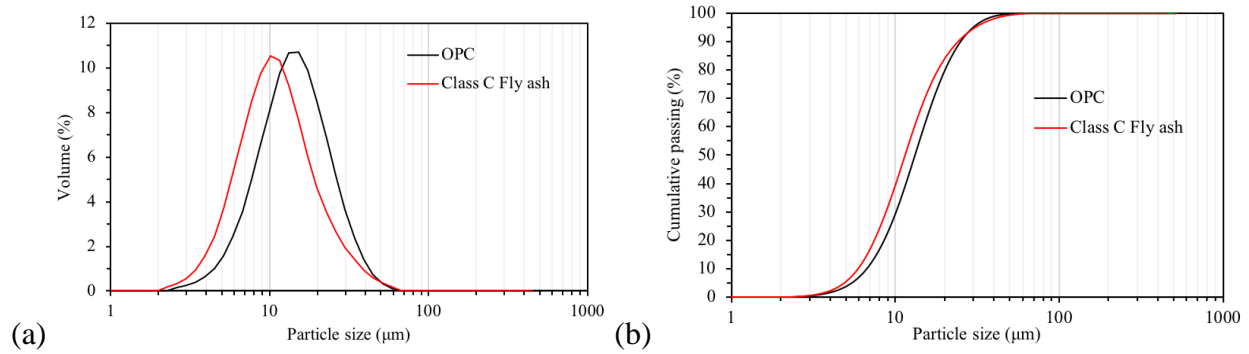 12
10
8
6
4
2
0
Volume (%)
OPC
Class C Fly ash
1
10
100
1000
Particle size (μm)
(a)
100
90
80
70
60
50
40
30
20
10
0
Cumulative passing (%)
OPC
Class C Fly ash
1
10
100
1000
Particle size (μm)
(b)